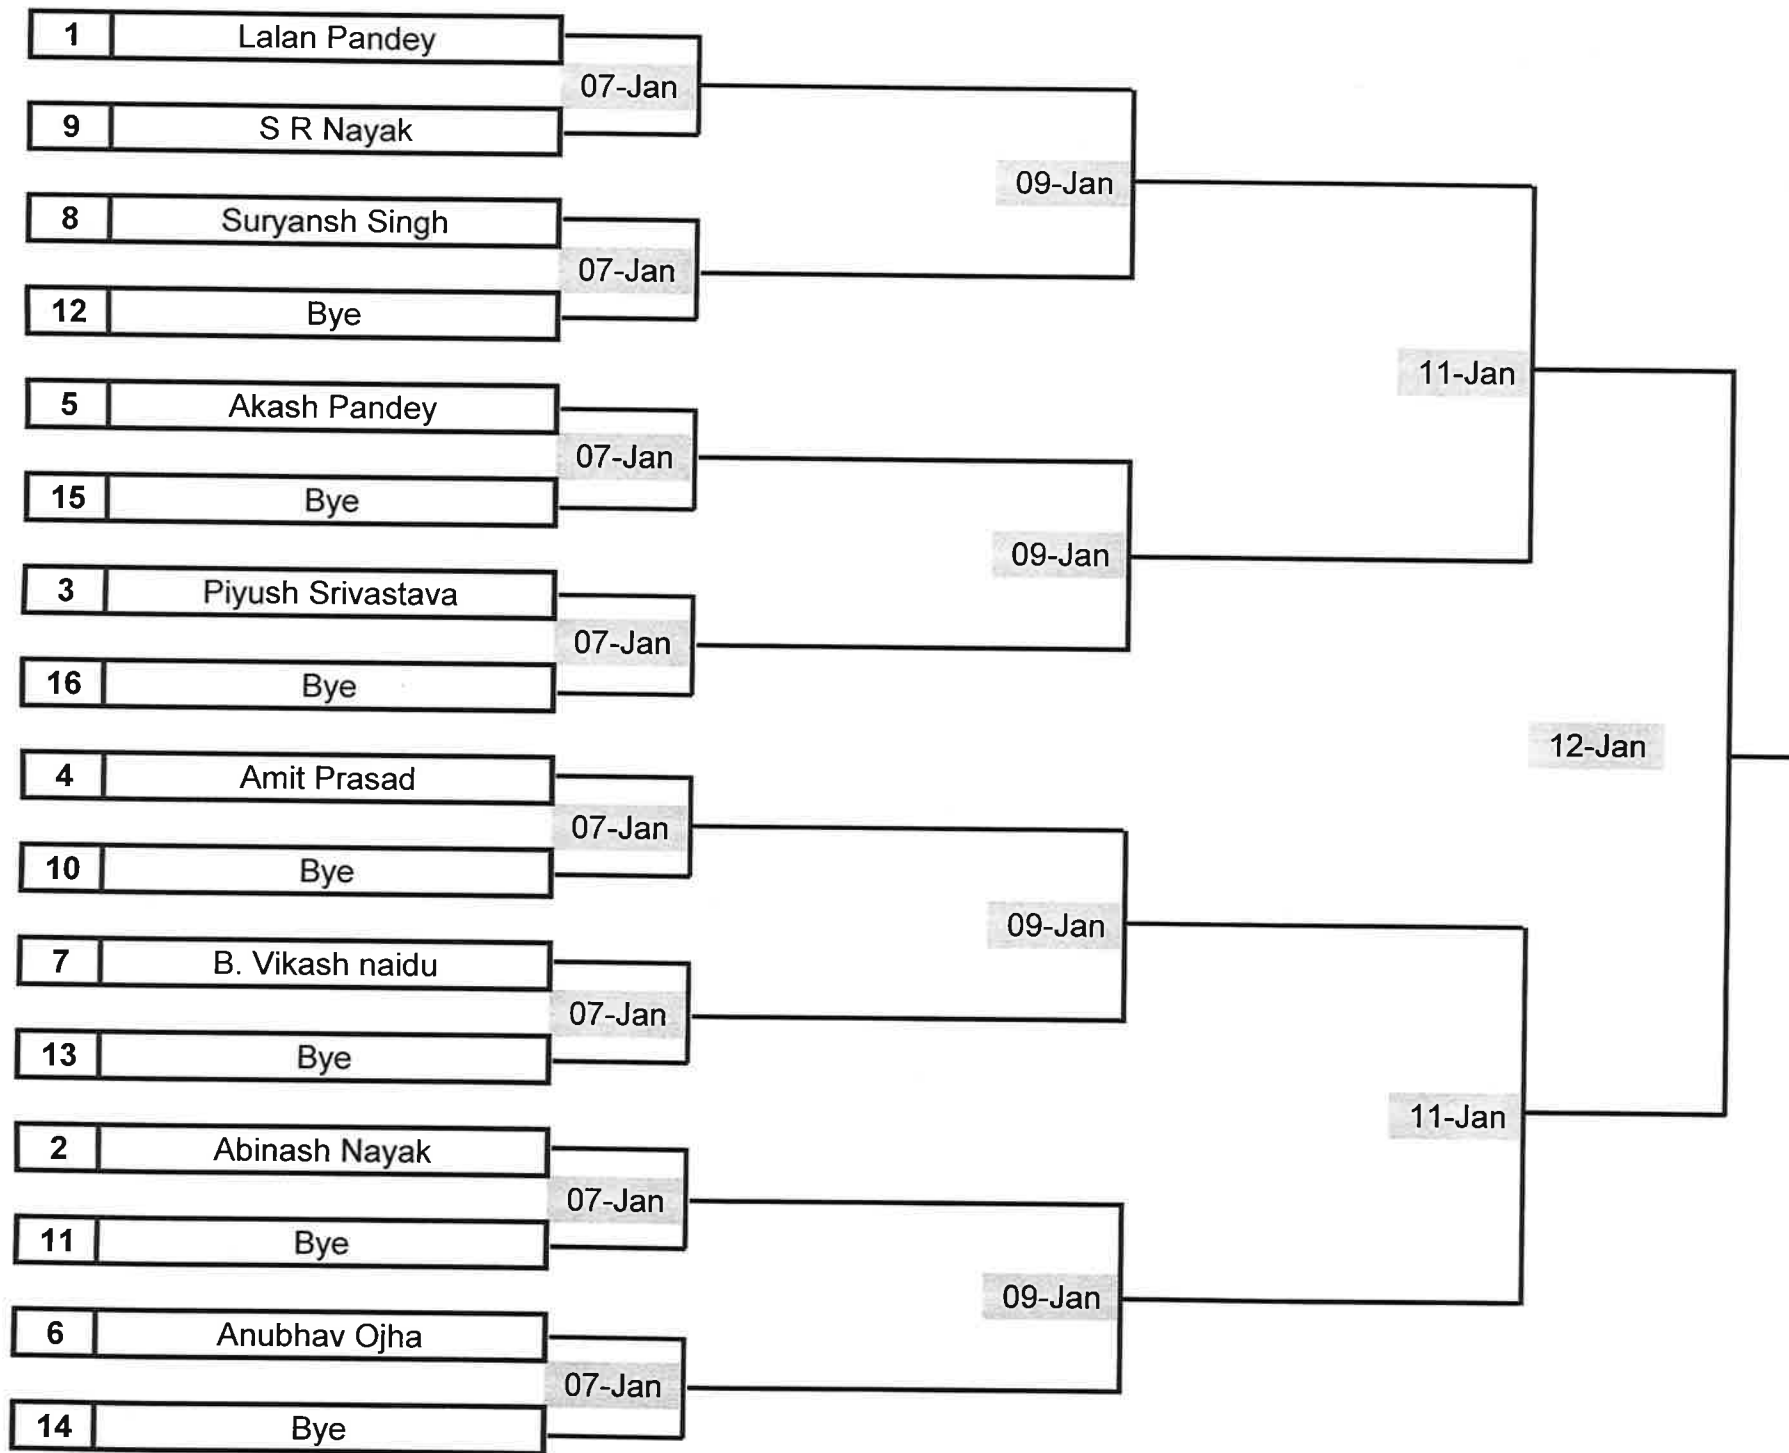 1 Lalan Pandey
07-Jan
9 S R Nayak
09-Jan
8 Suryansh Singh
07-Jan
12 Bye
11-Jan
5 Akash Pandey
07-Jan
15 Bye
09-Jan
3 Piyush Srivastava
07-Jan
16 Bye
12-Jan
4 Amit Prasad
07-Jan
10 Bye
09-Jan
7 B. Vikash naidu
07-Jan
13 Bye
11-Jan
2 Abinash Nayak
07-Jan
11 Bye
09-Jan
6 Anubhav Ojha
07-Jan
14 Bye